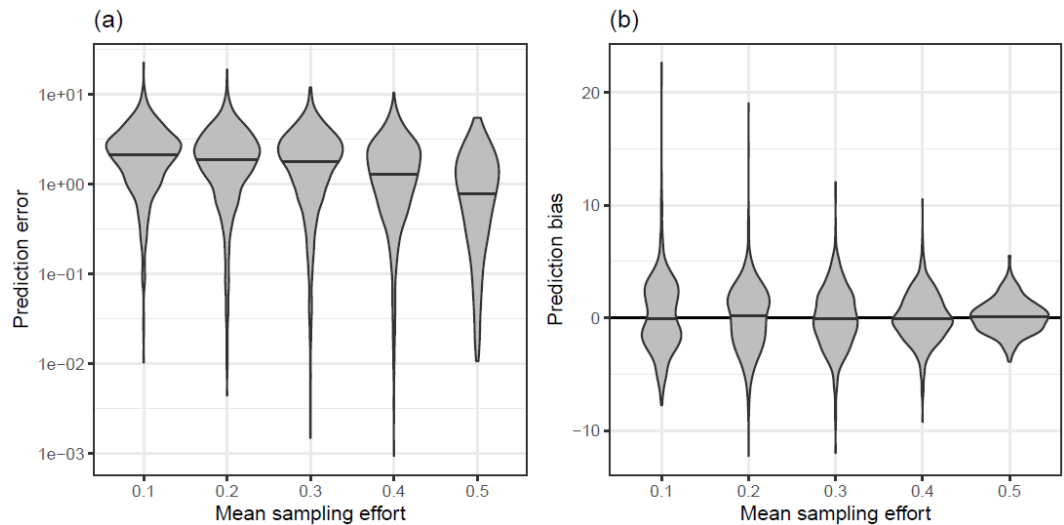 (a)
Prediction error
1e+01
1e+00
1e-01
1e-02
1e-03
0.1 0.2 0.3 0.4 0.5
Mean sampling effort
(b)
Prediction bias
20
10
0
−10
0.1 0.2 0.3 0.4 0.5
Mean sampling effort